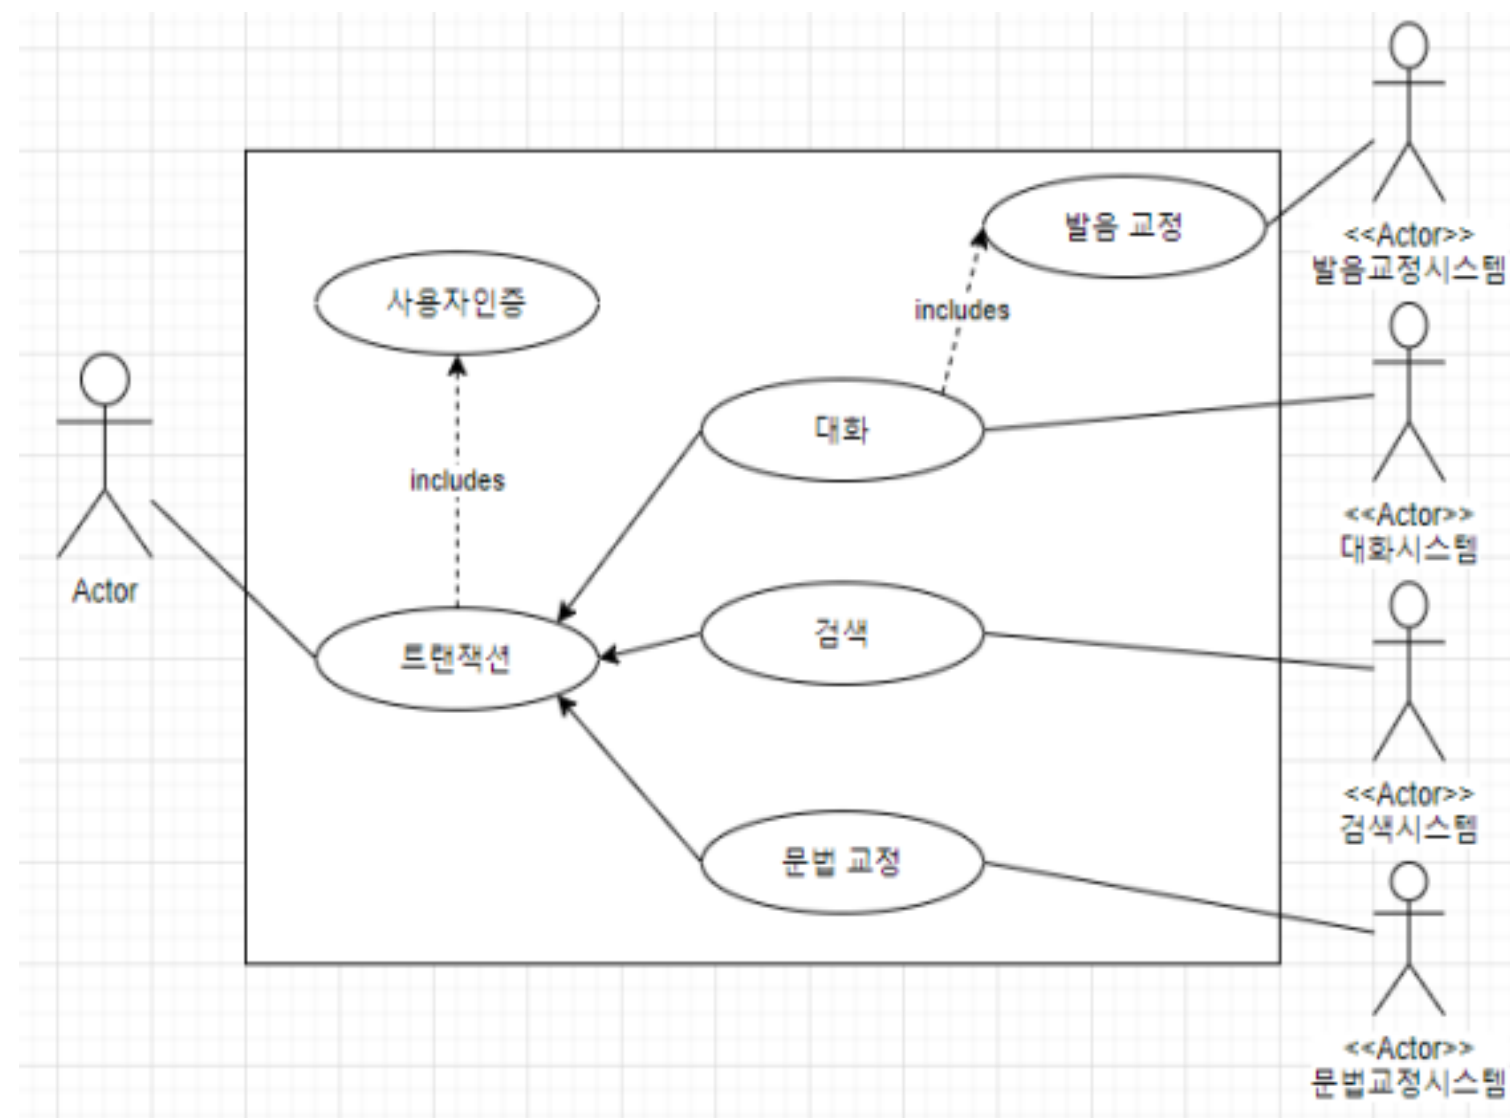 발음 교정
<<Actor>>
발음교정시스템
사용자인증
includes
대화
includes
<<Actor>>
대화시스템
Actor
트랜잭션
검색
<<Actor>>
검색시스템
문법 교정
<<Actor>>
문법교정시스템